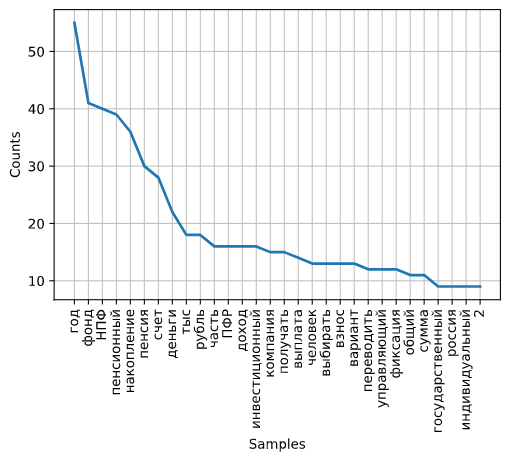 50
40
30
20
10
Counts
год
фонд
НПФ
пенсионный
накопление
пенсия
счет
деньги
тыс
рубль
часть
ПФР
доход
инвестиционный
компания
получать
выплата
человек
выбирать
взнос
вариант
переводить
управляющий
фиксация
общий
сумма
государственный
россия
индивидуальный
2
Samples